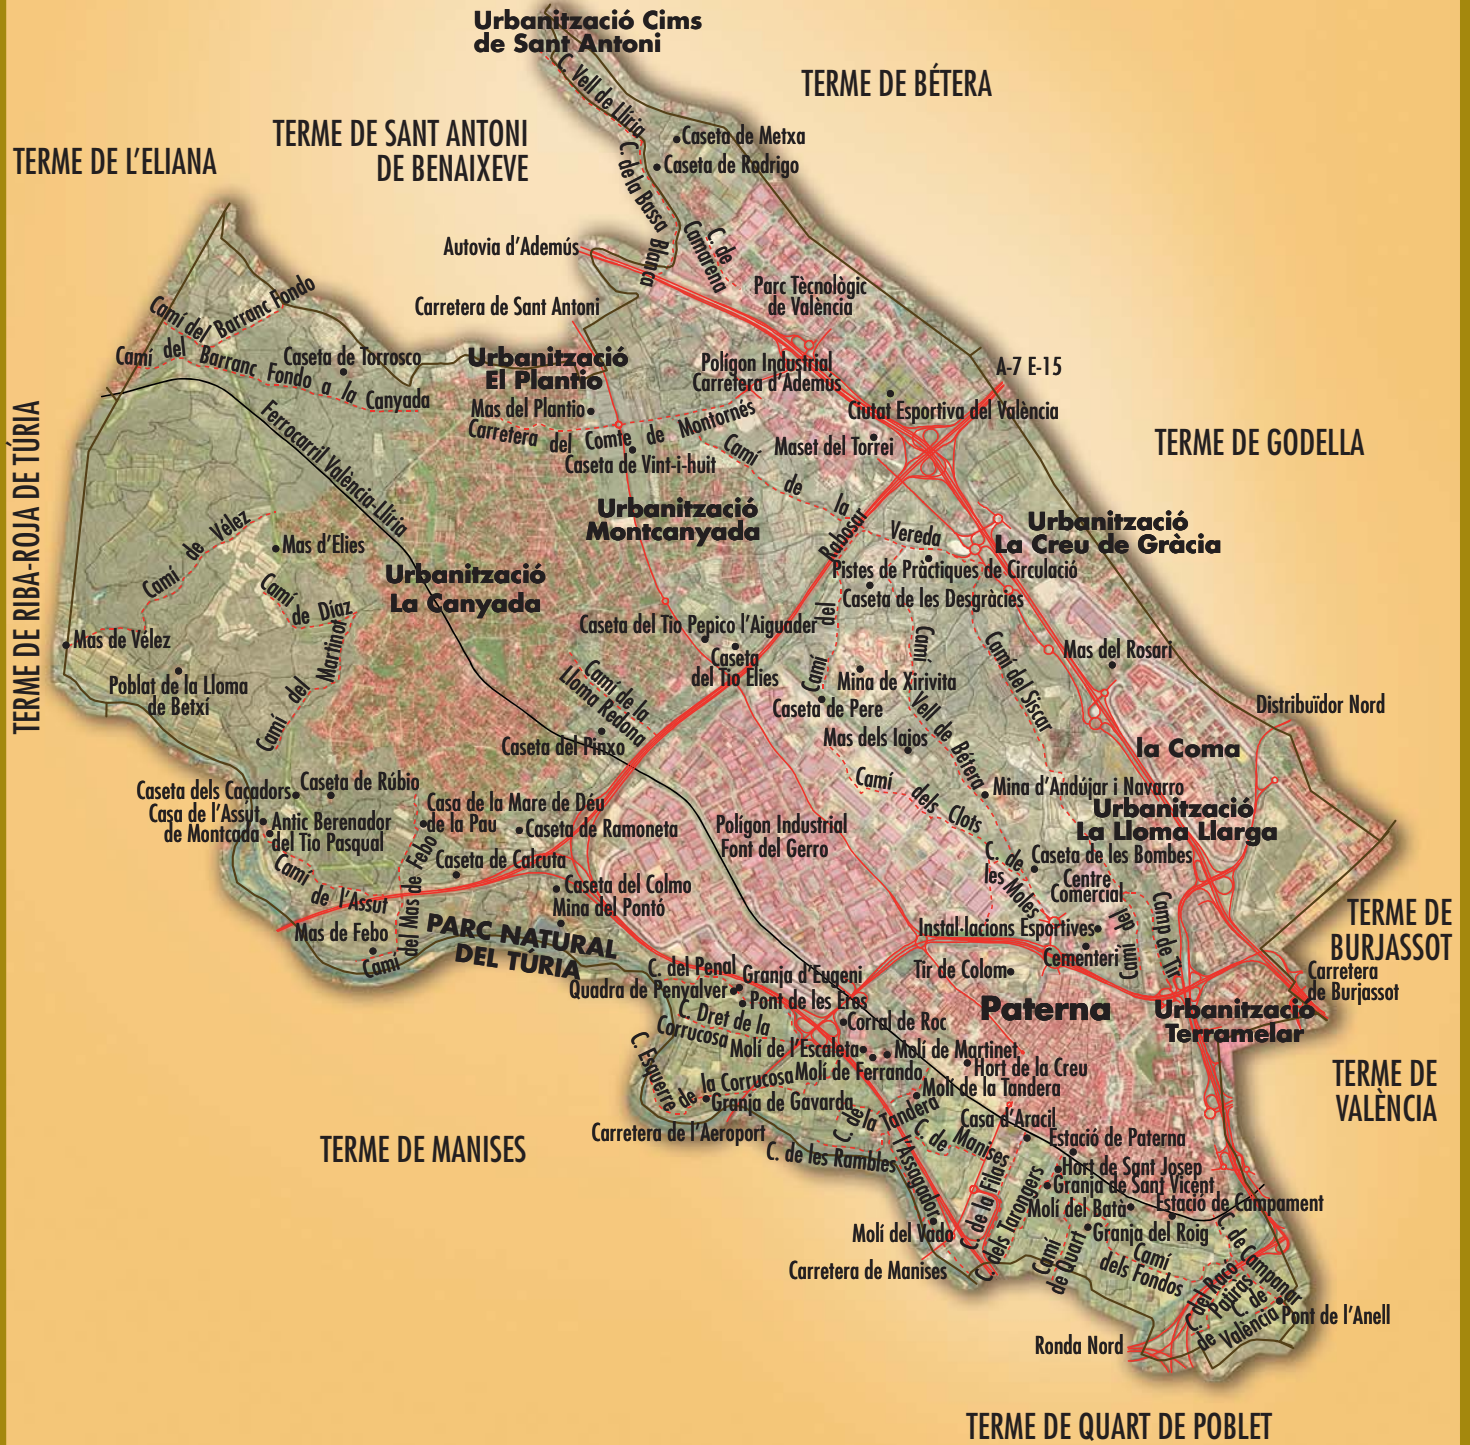 Urbanització Cims
de Sant Antoni
TERME DE BÉTERA
C. Vell de Llíria
TERME DE SANT ANTONI
DE BENAIXEVE
TERME DE L'ELIANA
Caseta de Metxa
Caseta de Rodrigo
C. de la Bassa Blanca
C. de
Camarena
Autovia d'Ademús
Parc Tècnològic
de València
Carretera de Sant Antoni
Camí del Barranc Fondo
Camí del Barranc Fondo a la Canyada
Caseta de Torrosco
Urbanització
El Plantio
Polígon Industrial
Carretera d'Ademús
A-7 E-15
Mas del Plantio
Ciutat Esportiva del València
Carretera del Comte de Montornés
Caseta de Vint-i-huit
Maset del Torrei
TERME DE GODELLA
TERME DE RIBA-ROJA DE TÚRIA
Ferrocarril València-Llíria
Camí de la Vereda
Urbanització
Montcanyada
Urbanització
La Creu de Gràcia
Camí de Vélez
Mas d'Elies
Camí del Rabosar
Pistes de Pràctiques de Circulació
Urbanització
La Canyada
Camí
de Díaz
Caseta de les Desgràcies
Caseta del Tio Pepico l'Aiguader
Mas de Vélez
Camí del Martinot
Caseta
del Tio Elies
Camí Vell de Bétera
Camí del Siscar
Mas del Rosari
Poblat de la Lloma
de Betxí
Camí de la
Lloma Redona
Mina de Xirivita
Caseta de Pere
Distribuïdor Nord
Caseta del Pinxo
Mas dels Iaios
la Coma
Caseta dels Caçadors
Caseta de Rúbio
Camí dels Clots
Mina d'Andújar i Navarro
Casa de l'Assut
de Montcada
Antic Berenador
del Tio Pasqual
Casa de la Mare de Déu
de la Pau
Caseta de Ramoneta
Polígon Industrial
Font del Gerro
Urbanització
La Lloma Llarga
Caseta de Calcuta
C. de
les Moles
Caseta de les Bombes
Camí
de l'Assut
Camí del Mas de Febo
Caseta del Colmo
Mina del Pontó
Centre
Comercial
Camí del
Camp de Tir
Mas de Febo
PARC NATURAL
DEL TÚRIA
Instal·lacions Esportives
TERME DE
BURJASSOT
Cementeri
C. del Penal
Granja d'Eugeni
Tir de Colom
Carretera
de Burjassot
Quadra de Penyalver
Pont de les Eres
Paterna
Urbanització
Terramelar
C. Dret de la
Corrucosa
Corral de Roc
C. Esquerre de la Corrucosa
Molí de l'Escaleta
Molí de Martinet
Molí de Ferrando
Hort de la Creu
TERME DE
VALÈNCIA
Molí de la Tandera
Granja de Gavarda
C. de la Tandera
Casa d'Aracil
Carretera de l'Aeroport
C. de Manises
Estació de Paterna
TERME DE MANISES
C. de les Rambles
l'Assagador
Hort de Sant Josep
Granja de Sant Vicent
C. de la Fila
C. dels Tarongers
Molí del Batà
Estació de Campament
Molí del Vado
Granja del Roig
C. de Campanar
Camí
de Quart
Camí
dels Fondos
Carretera de Manises
C. del Racó
Patiràs
C. de
C. de València
Pont de l'Anell
Ronda Nord
TERME DE QUART DE POBLET